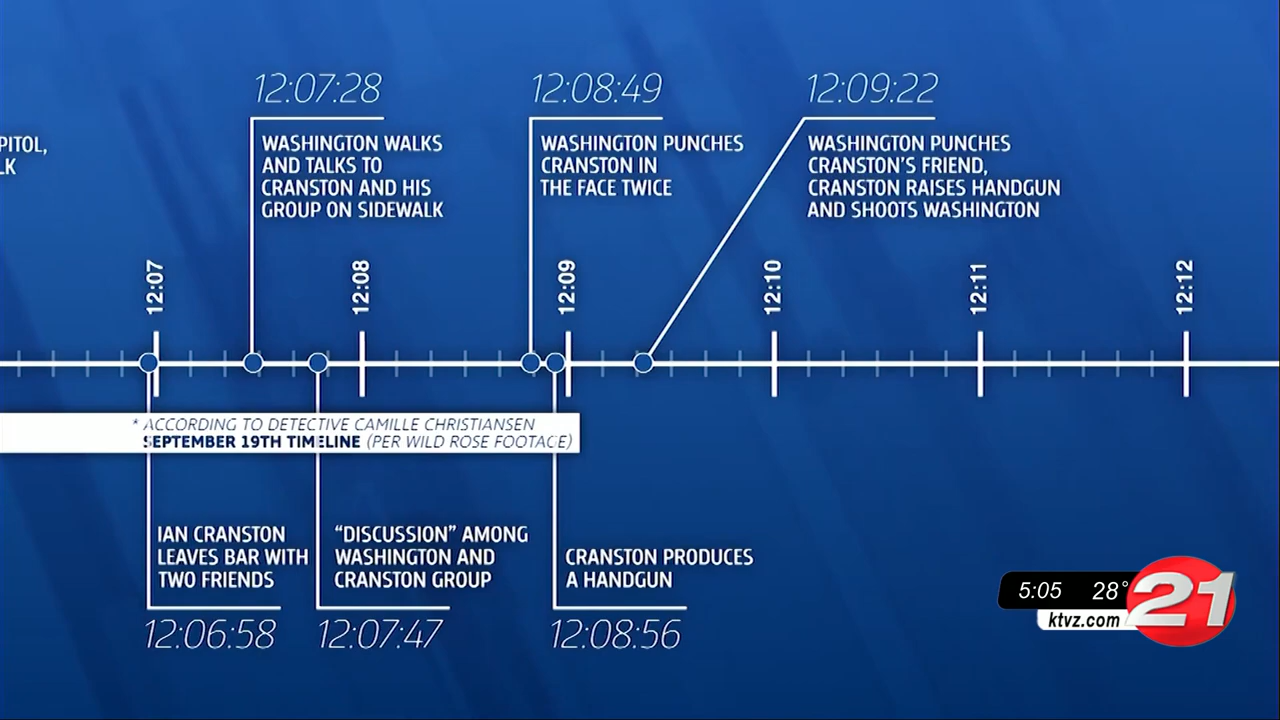 12:07:28
12:08:49
12:09:22
PITOL,
LK
WASHINGTON WALKS
AND TALKS TO
CRANSTON AND HIS
GROUP ON SIDEWALK
WASHINGTON PUNCHES
CRANSTON IN
THE FACE TWICE
WASHINGTON PUNCHES
CRANSTON'S FRIEND,
CRANSTON RAISES HANDGUN
AND SHOOTS WASHINGTON
12:07
12:08
12:09
12:10
12:11
12:12
* ACCORDING TO DETECTIVE CAMILLE CHRISTIANSEN
SEPTEMBER 19TH TIMELINE (PER WILD ROSE FOOTAGE)
IAN CRANSTON
LEAVES BAR WITH
TWO FRIENDS
12:06:58
"DISCUSSION" AMONG
WASHINGTON AND
CRANSTON GROUP
12:07:47
CRANSTON PRODUCES
A HANDGUN
12:08:56
5:05 28°
21
ktvz.com